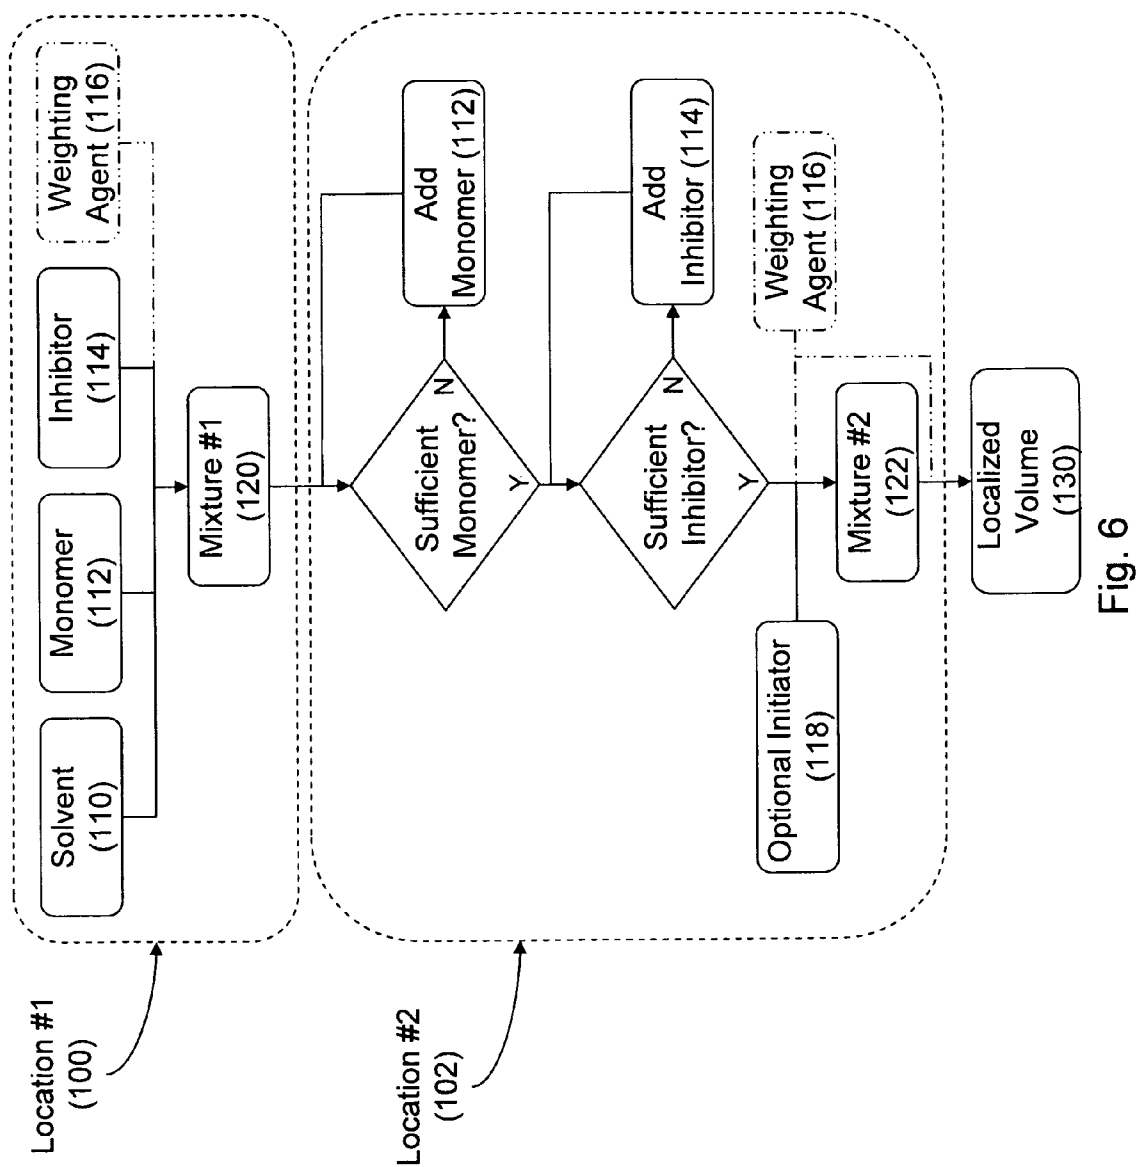 Location #1
(100)
Solvent
(110)
Monomer
(112)
Inhibitor
(114)
Weighting
Agent (116)
Mixture #1
(120)
Location #2
(102)
Sufficient
Monomer?
N
Y
Add
Monomer (112)
Sufficient
Inhibitor?
N
Y
Add
Inhibitor (114)
Optional Initiator
(118)
Weighting
Agent (116)
Mixture #2
(122)
Localized
Volume
(130)
Fig. 6